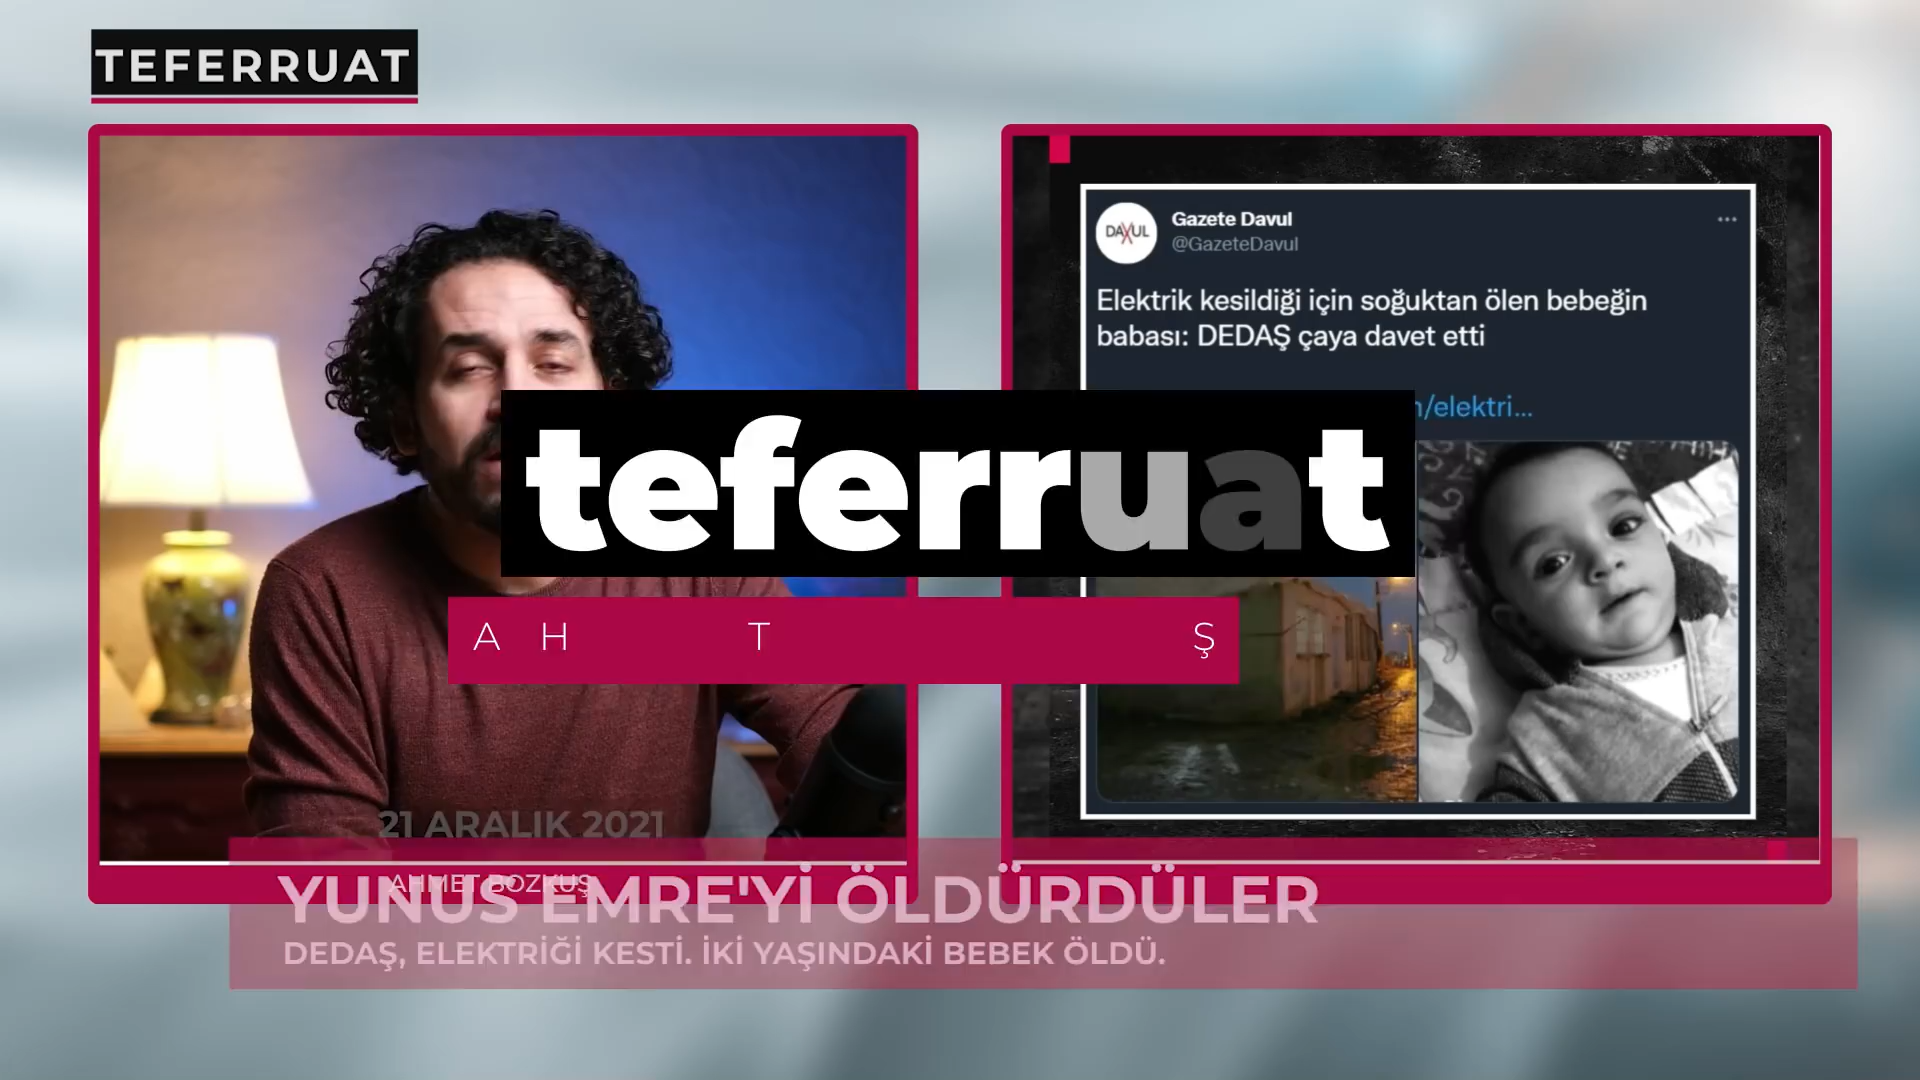 TEFERRUAT
DAVUL
Gazete Davul
@GazeteDavul
Elektrik kesildiği için soğuktan ölen bebeğin
babası: DEDAŞ çaya davet etti
/elektri...
teferruat
A H T Ş
21 ARALIK 2021
AHMET BOZKUŞ
YUNUS EMRE'Yİ ÖLDÜRDÜLER
DEDAŞ, ELEKTRİĞİ KESTİ. İKİ YAŞINDAKİ BEBEK ÖLDÜ.